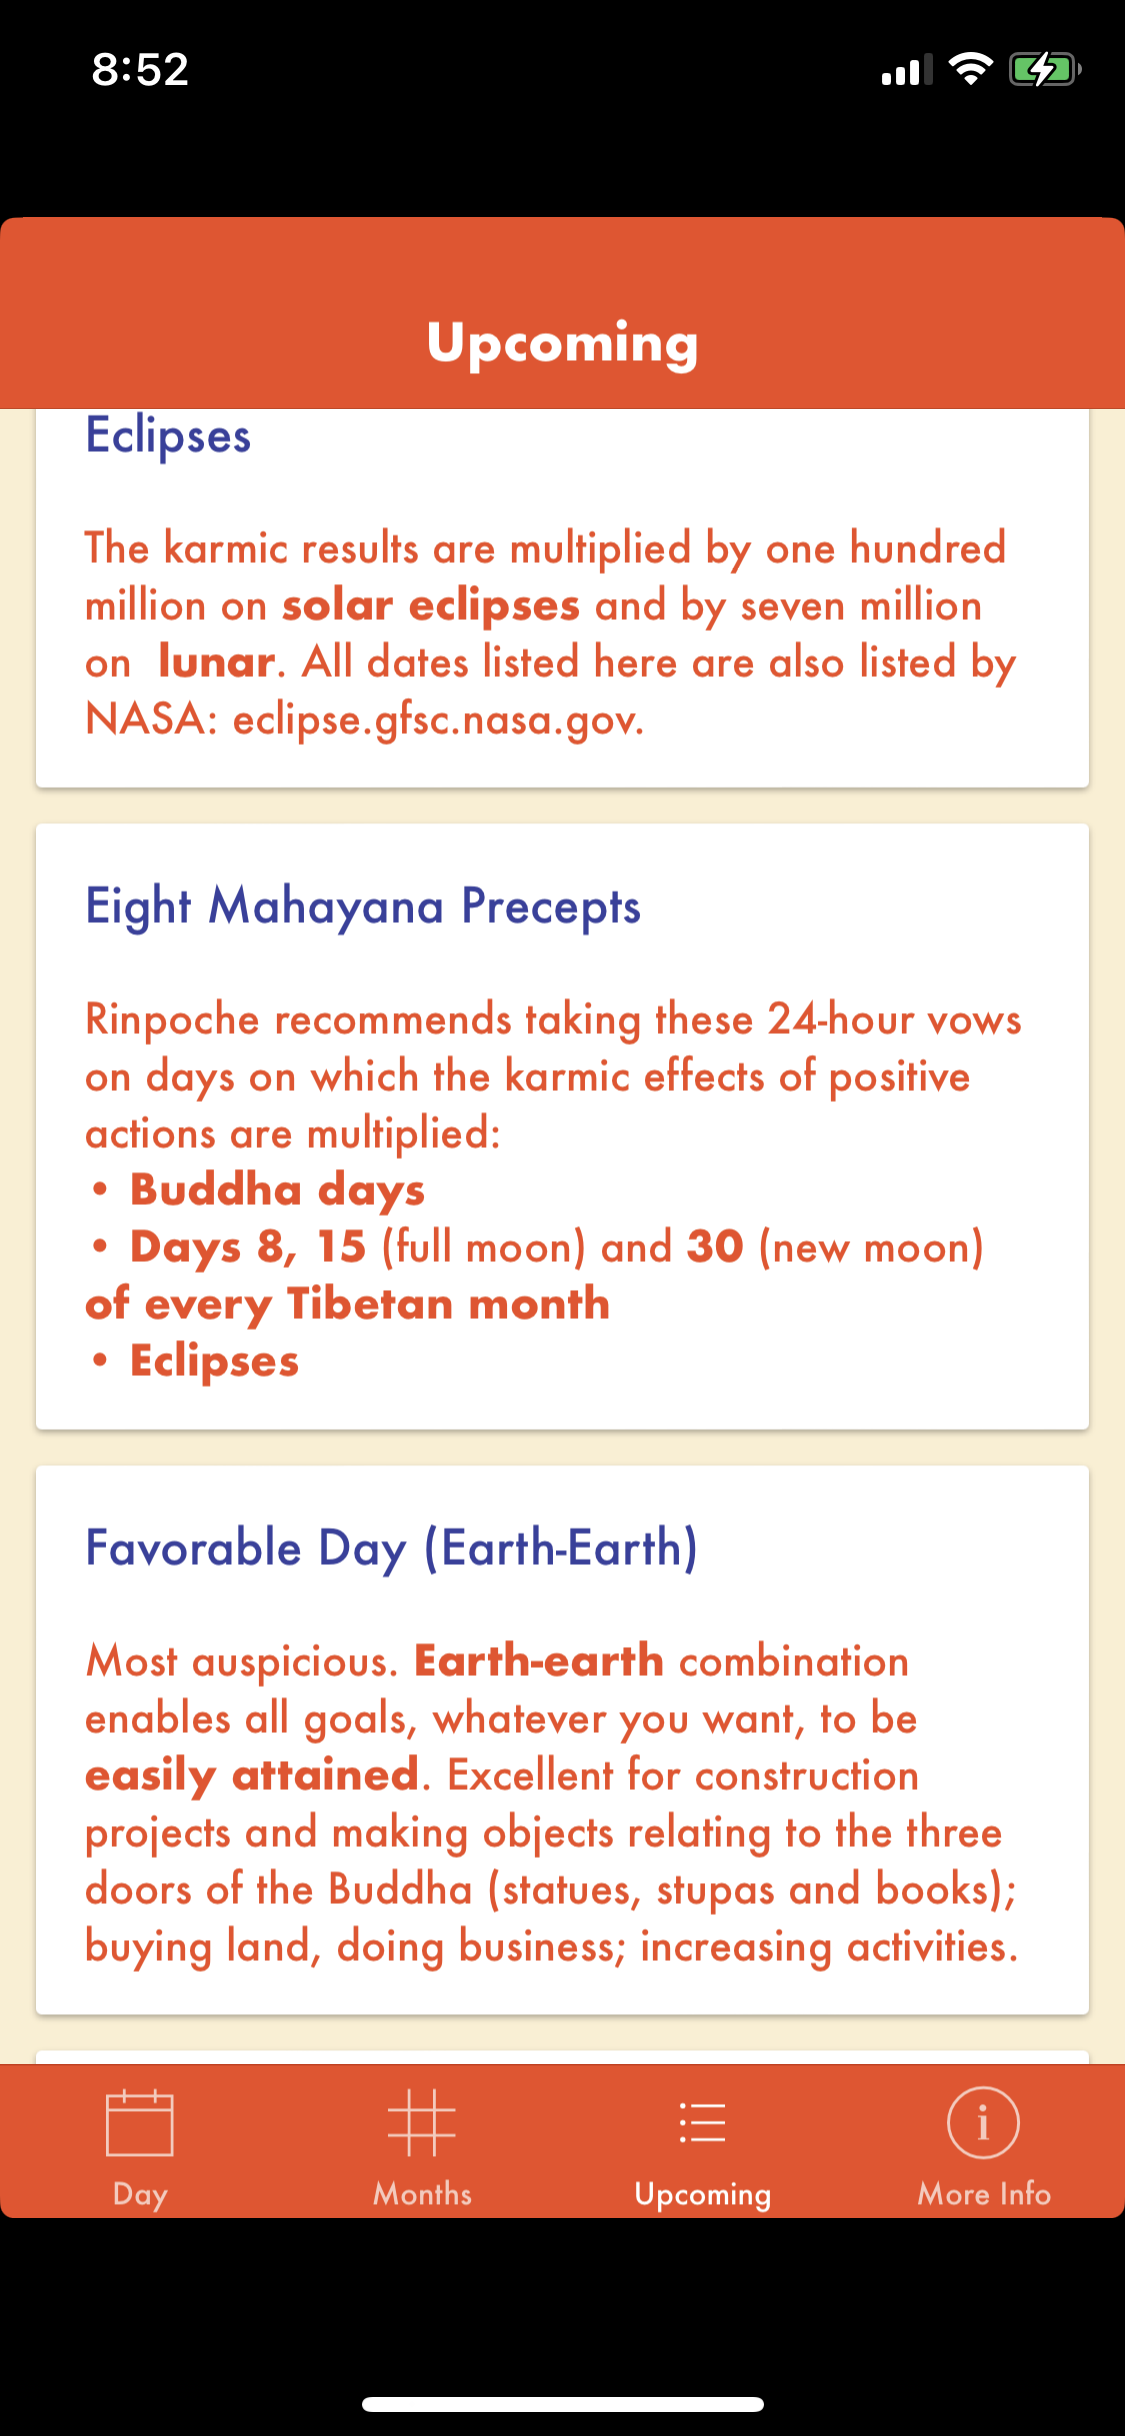 8:52
Upcoming
Eclipses
The karmic results are multiplied by one hundred
million on solar eclipses and by seven million
on  lunar. All dates listed here are also listed by
NASA: eclipse.gfsc.nasa.gov.
Eight Mahayana Precepts
Rinpoche recommends taking these 24-hour vows
on days on which the karmic effects of positive
actions are multiplied:
• Buddha days
• Days 8, 15 (full moon) and 30 (new moon)
of every Tibetan month
• Eclipses
Favorable Day (Earth-Earth)
Most auspicious. Earth-earth combination
enables all goals, whatever you want, to be
easily attained. Excellent for construction
projects and making objects relating to the three
doors of the Buddha (statues, stupas and books);
buying land, doing business; increasing activities.
Day Months Upcoming More Info